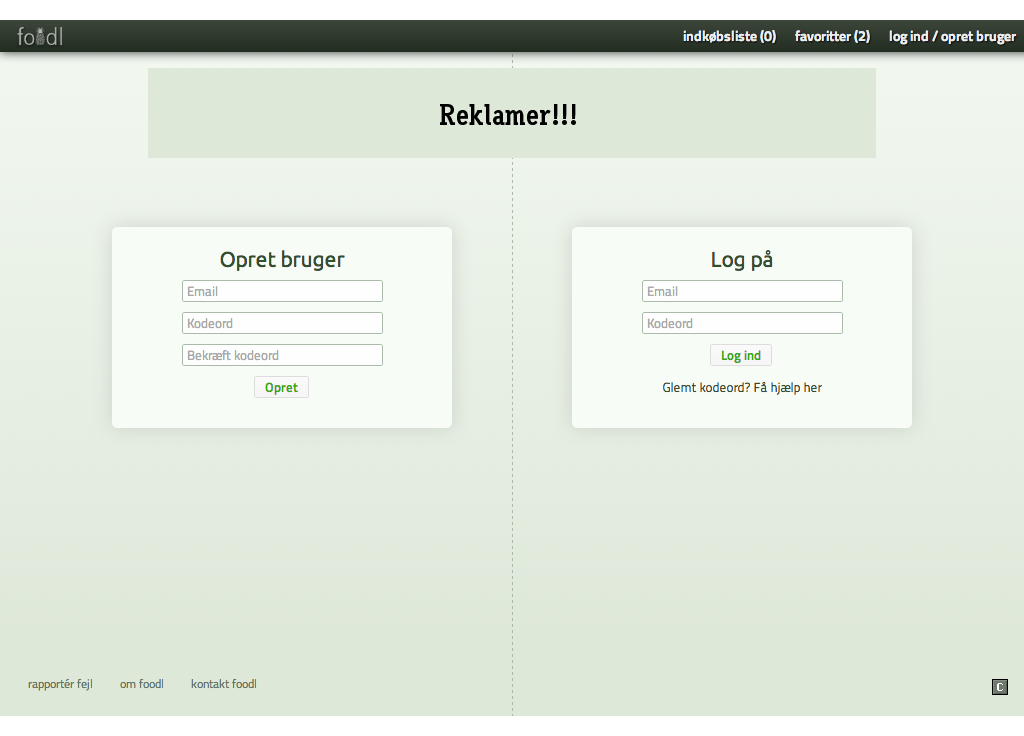 foodl
indkøbsliste (0) favoritter (2) log ind / opret bruger
Reklamer!!!
Opret bruger
Email
Kodeord
Bekræft kodeord
Opret
Log på
Email
Kodeord
Log ind
Glemt kodeord? Få hjælp her
rapportér fejl om foodl kontakt foodl
C